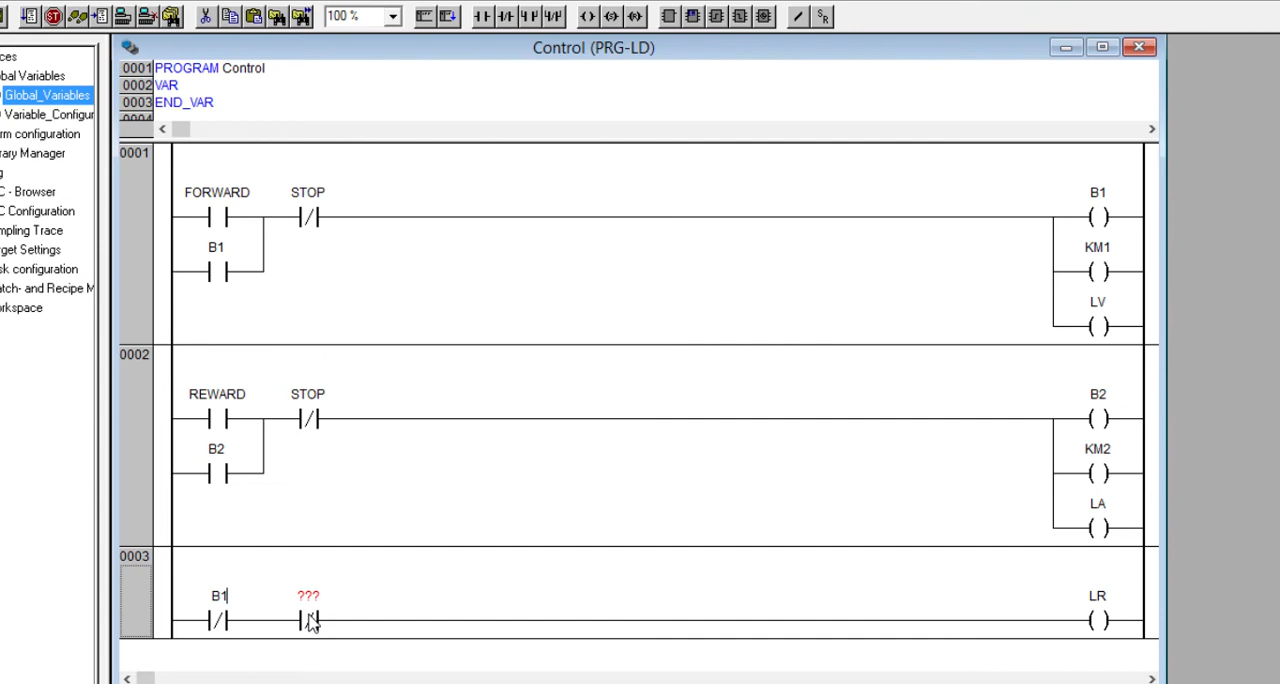 100 %
ces
bal Variables
Global_Variables
Variable_Configur
rm configuration
rary Manager
g
C - Browser
C Configuration
mpling Trace
rget Settings
sk configuration
atch- and Recipe M
orkspace
Control (PRG-LD)
0001 PROGRAM Control
0002 VAR
0003 END_VAR
0004
0001
FORWARD STOP B1
B1 KM1
LV
0002
REWARD STOP B2
B2 KM2
LA
0003
B1 ??? LR